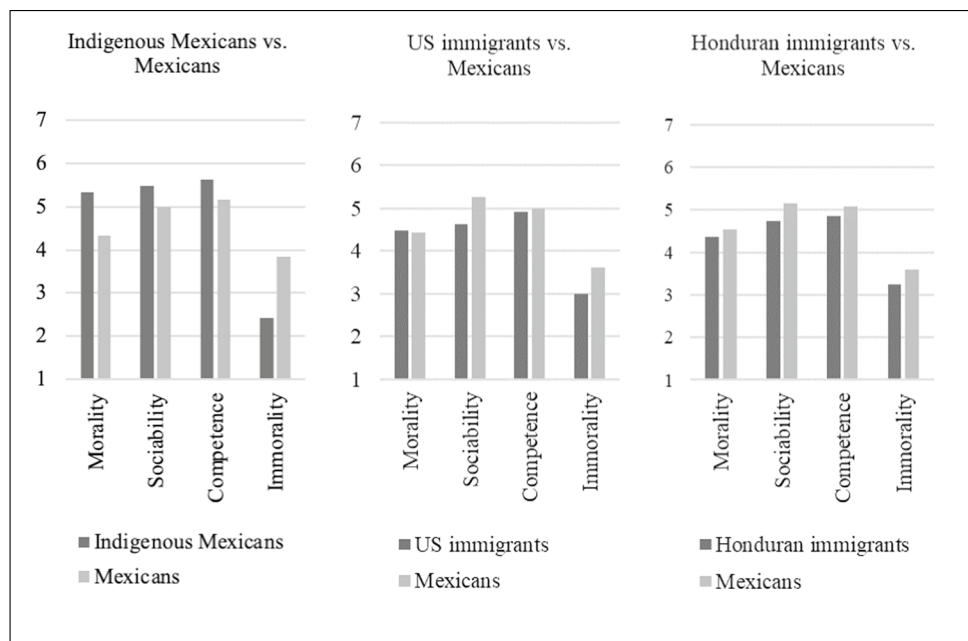 Indigenous Mexicans vs.
Mexicans
7
6
5
4
3
2
1
Morality
Sociability
Competence
Immorality
Indigenous Mexicans
Mexicans
US immigrants vs.
Mexicans
7
6
5
4
3
2
1
Morality
Sociability
Competence
Immorality
US immigrants
Mexicans
Honduran immigrants vs.
Mexicans
7
6
5
4
3
2
1
Morality
Sociability
Competence
Immorality
Honduran immigrants
Mexicans